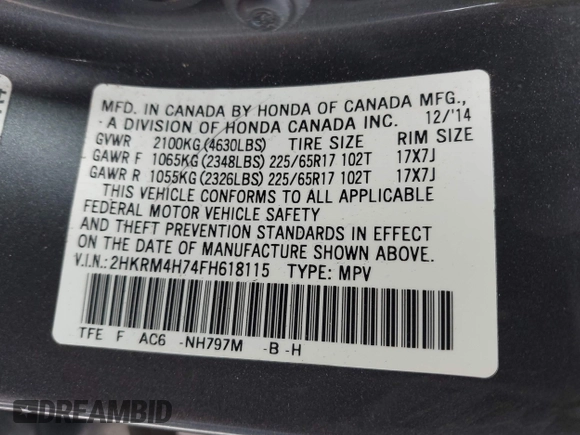 MFD. IN CANADA BY HONDA OF CANADA MFG.,
- A DIVISION OF HONDA CANADA INC. 12/'14
GVWR 2100KG(4630LBS) TIRE SIZE RIM SIZE
GAWR F 1065KG(2348LBS) 225/65R17 102T 17X7J
GAWR R 1055KG(2326LBS) 225/65R17 102T 17X7J
THIS VEHICLE CONFORMS TO ALL APPLICABLE
FEDERAL MOTOR VEHICLE SAFETY
AND THEFT PREVENTION STANDARDS IN EFFECT
ON THE DATE OF MANUFACTURE SHOWN ABOVE.
V.I.N.: 2HKRM4H74FH618115 TYPE: MPV
TFE F AC6 -NH797M -B -H
DREAMBID